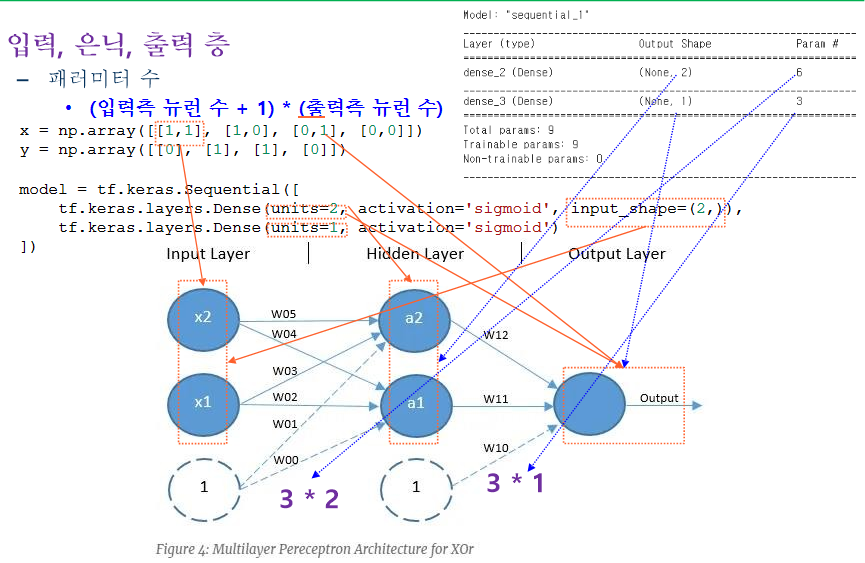 입력, 은닉, 출력 층
– 패러미터 수
• (입력측 뉴런 수 + 1) * (출력측 뉴런 수)
x = np.array([[1,1], [1,0], [0,1], [0,0]])
y = np.array([[0], [1], [1], [0]])
model = tf.keras.Sequential([
tf.keras.layers.Dense(units=2, activation='sigmoid', input_shape=(2,)),
tf.keras.layers.Dense(units=1, activation='sigmoid')
])
Model: "sequential_1"
Layer (type) Output Shape Param #
dense_2 (Dense) (None, 2) 6
dense_3 (Dense) (None, 1) 3
Total params: 9
Trainable params: 9
Non-trainable params: 0
Input Layer Hidden Layer Output Layer
x2 W05 a2
W04 W12
W03
x1 W02 a1 W11 Output
W01
W00 W10
1 3 * 2 1 3 * 1
Figure 4: Multilayer Pereceptron Architecture for XOr